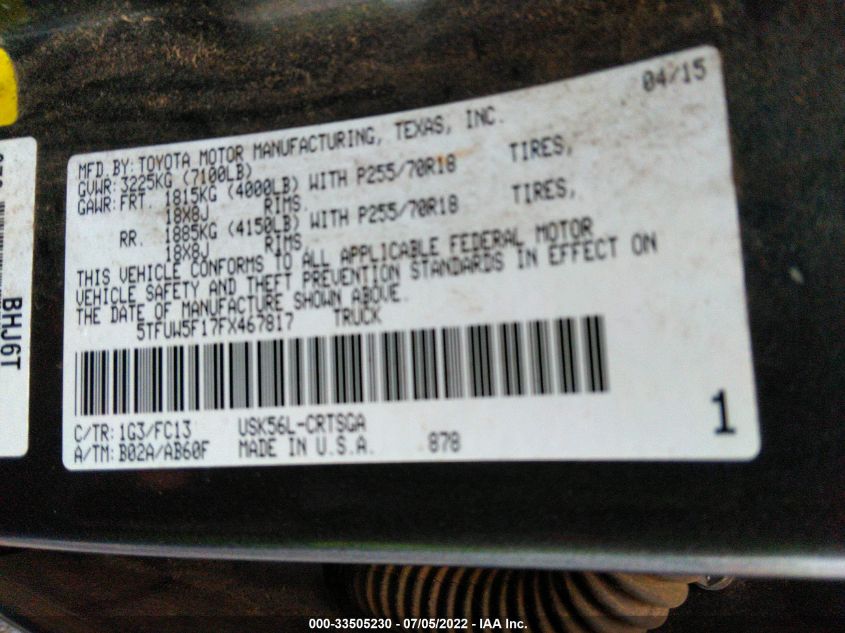 04/15
MFD. BY: TOYOTA MOTOR MANUFACTURING, TEXAS, INC.
GVWR: 3225KG (7100LB)
GAWR: FRT. 1815KG (4000LB) WITH P255/70R18 TIRES,
18X8J RIMS
RR. 1885KG (4150LB) WITH P255/70R18 TIRES,
18X8J RIMS
THIS VEHICLE CONFORMS TO ALL APPLICABLE FEDERAL MOTOR
VEHICLE SAFETY AND THEFT PREVENTION STANDARDS IN EFFECT ON
THE DATE OF MANUFACTURE SHOWN ABOVE.
5TFUW5F17FX467817 TRUCK
C/TR: 1G3/FC13 USK56L-CRTSGA
A/TM: B02A/AB60F MADE IN U.S.A. 878
1
BHJ6T
000-33505230 - 07/05/2022 - IAA Inc.